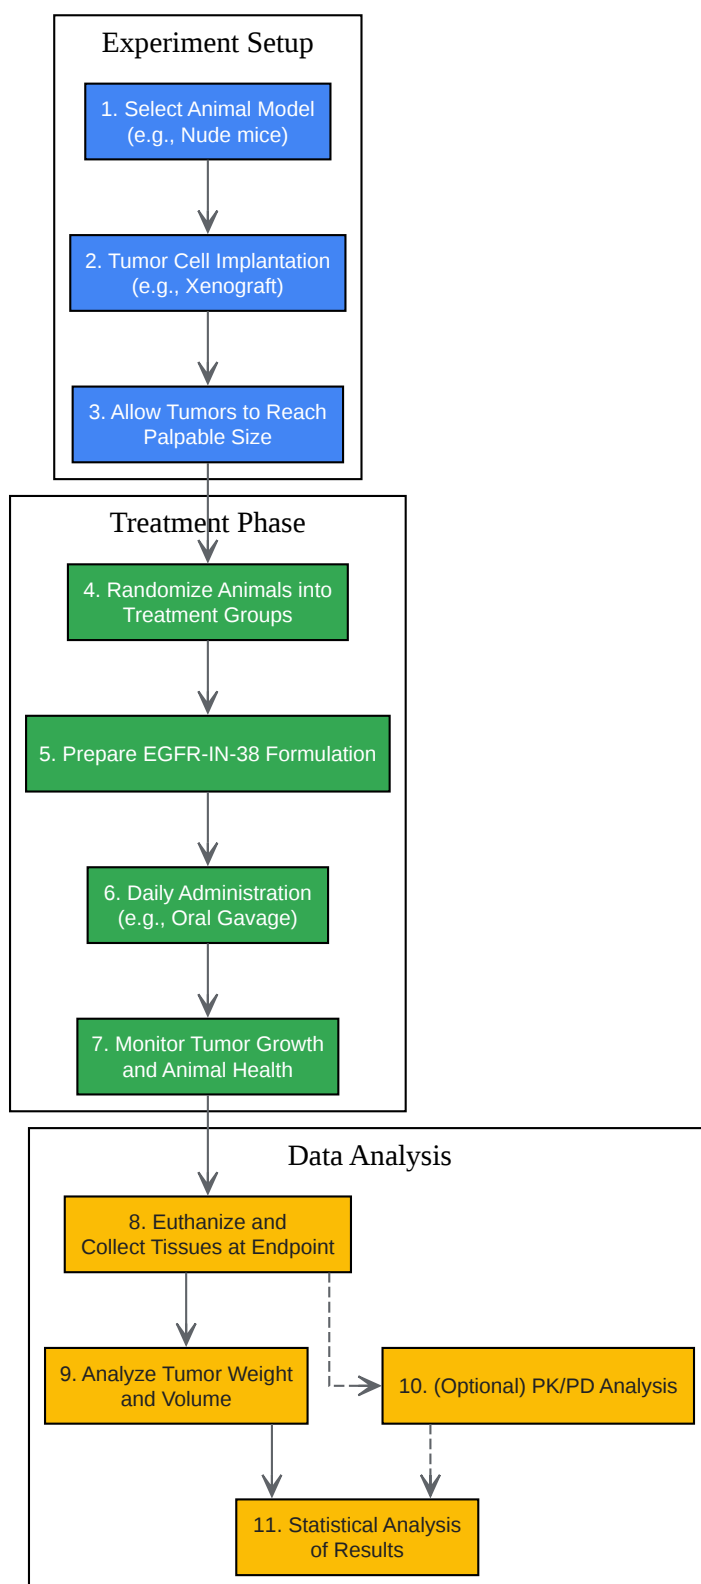 Experiment Setup
1. Select Animal Model
(e.g., Nude mice)
2. Tumor Cell Implantation
(e.g., Xenograft)
3. Allow Tumors to Reach
Palpable Size
Treatment Phase
4. Randomize Animals into
Treatment Groups
5. Prepare EGFR-IN-38 Formulation
6. Daily Administration
(e.g., Oral Gavage)
7. Monitor Tumor Growth
and Animal Health
Data Analysis
8. Euthanize and
Collect Tissues at Endpoint
9. Analyze Tumor Weight
and Volume
10. (Optional) PK/PD Analysis
11. Statistical Analysis
of Results